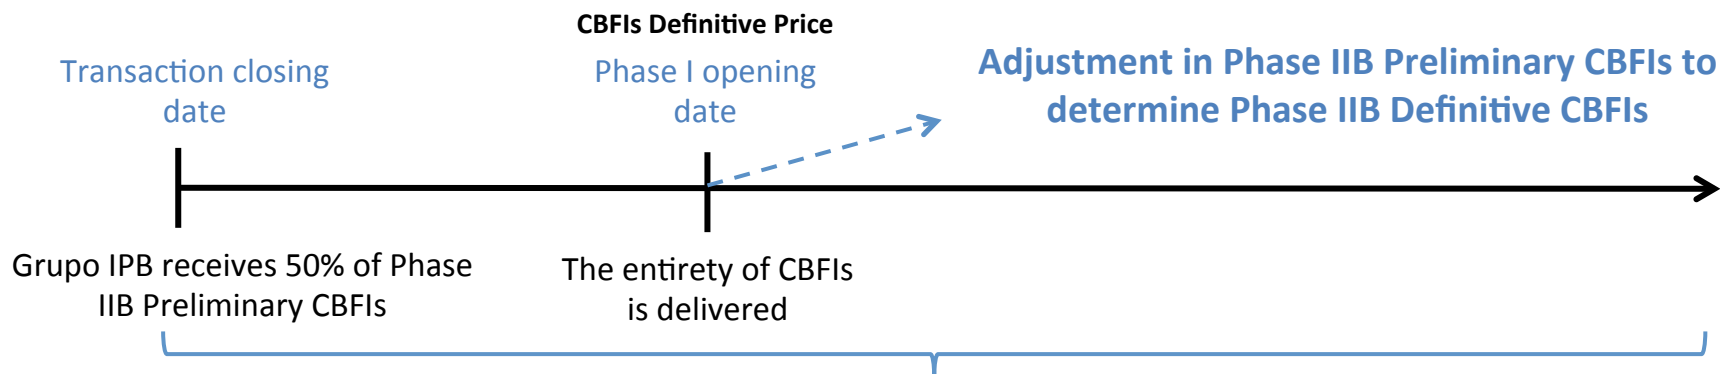 CBFIs Definitive Price
Transaction closing
date
Phase I opening
date
Adjustment in Phase IIB Preliminary CBFIs to
determine Phase IIB Definitive CBFIs
Grupo IPB receives 50% of Phase
IIB Preliminary CBFIs
The entirety of CBFIs
is delivered